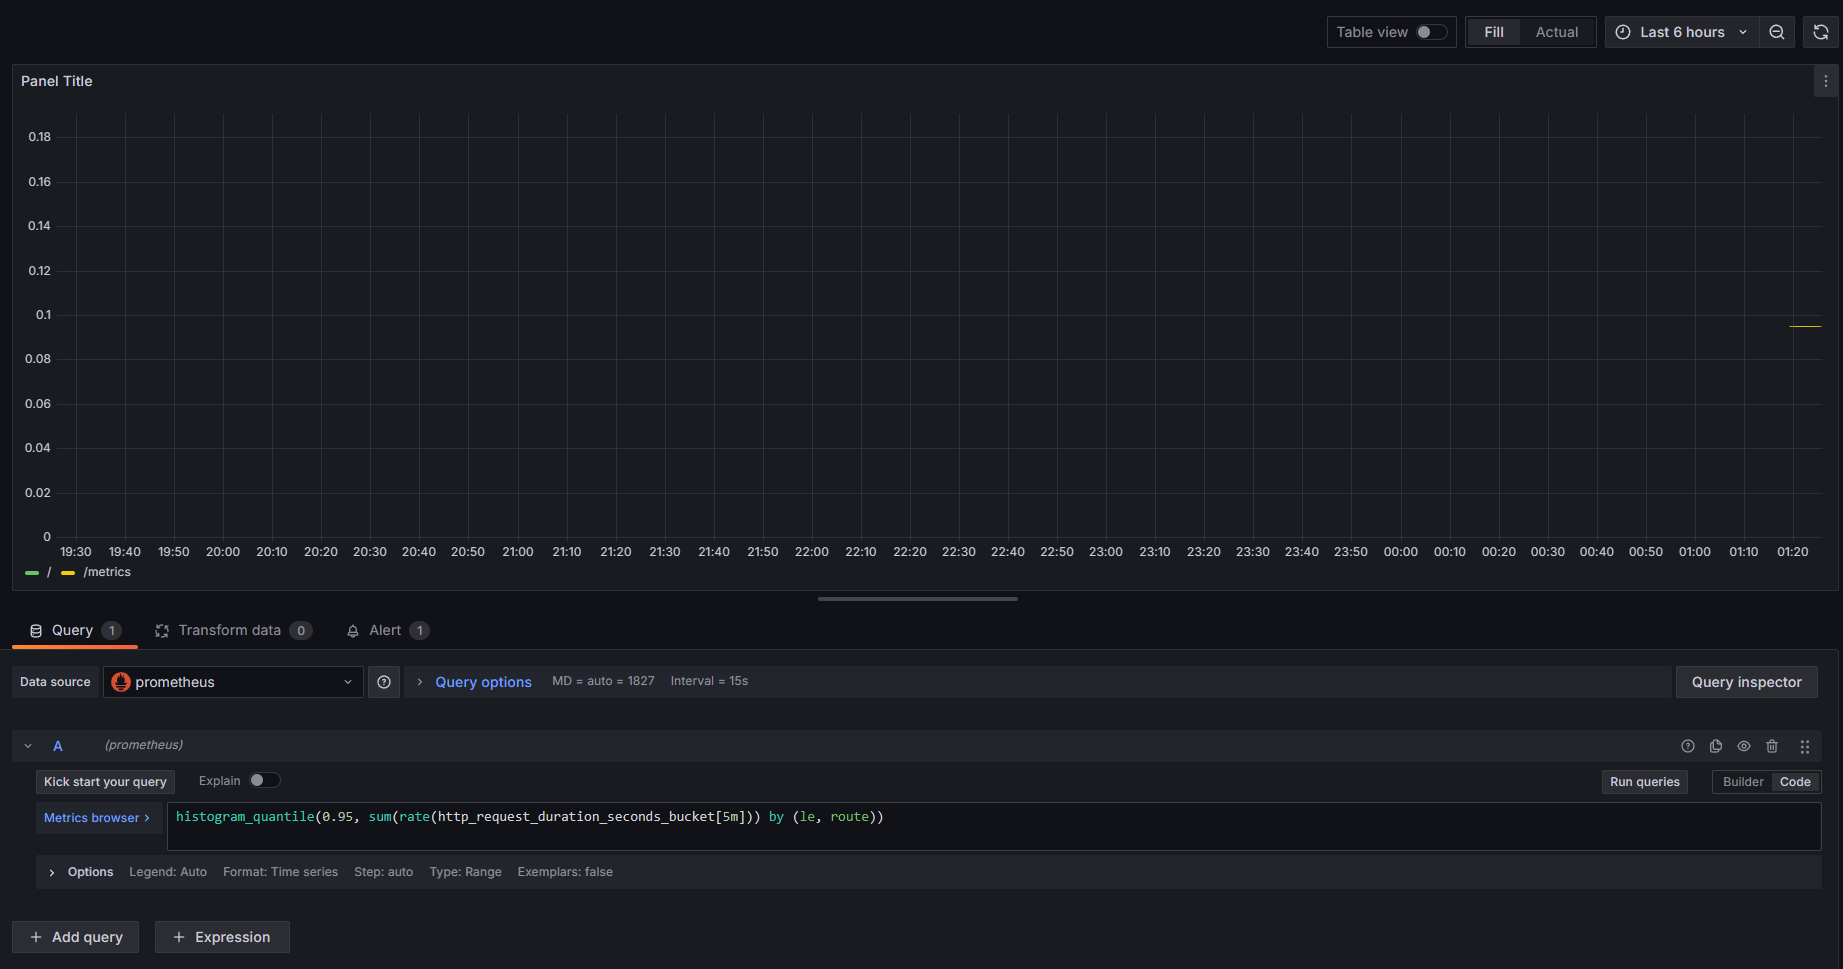 Table view Fill Actual Last 6 hours
Panel Title
0.18
0.16
0.14
0.12
0.1
0.08
0.06
0.04
0.02
0
19:30 19:40 19:50 20:00 20:10 20:20 20:30 20:40 20:50 21:00 21:10 21:20 21:30 21:40 21:50 22:00 22:10 22:20 22:30 22:40 22:50 23:00 23:10 23:20 23:30 23:40 23:50 00:00 00:10 00:20 00:30 00:40 00:50 01:00 01:10 01:20
/ /metrics
Query 1 Transform data 0 Alert 1
Data source prometheus Query options MD = auto = 1827 Interval = 15s Query inspector
A (prometheus)
Kick start your query Explain Run queries Builder Code
Metrics browser > histogram_quantile(0.95, sum(rate(http_request_duration_seconds_bucket[5m])) by (le, route))
Options Legend: Auto Format: Time series Step: auto Type: Range Exemplars: false
+ Add query + Expression